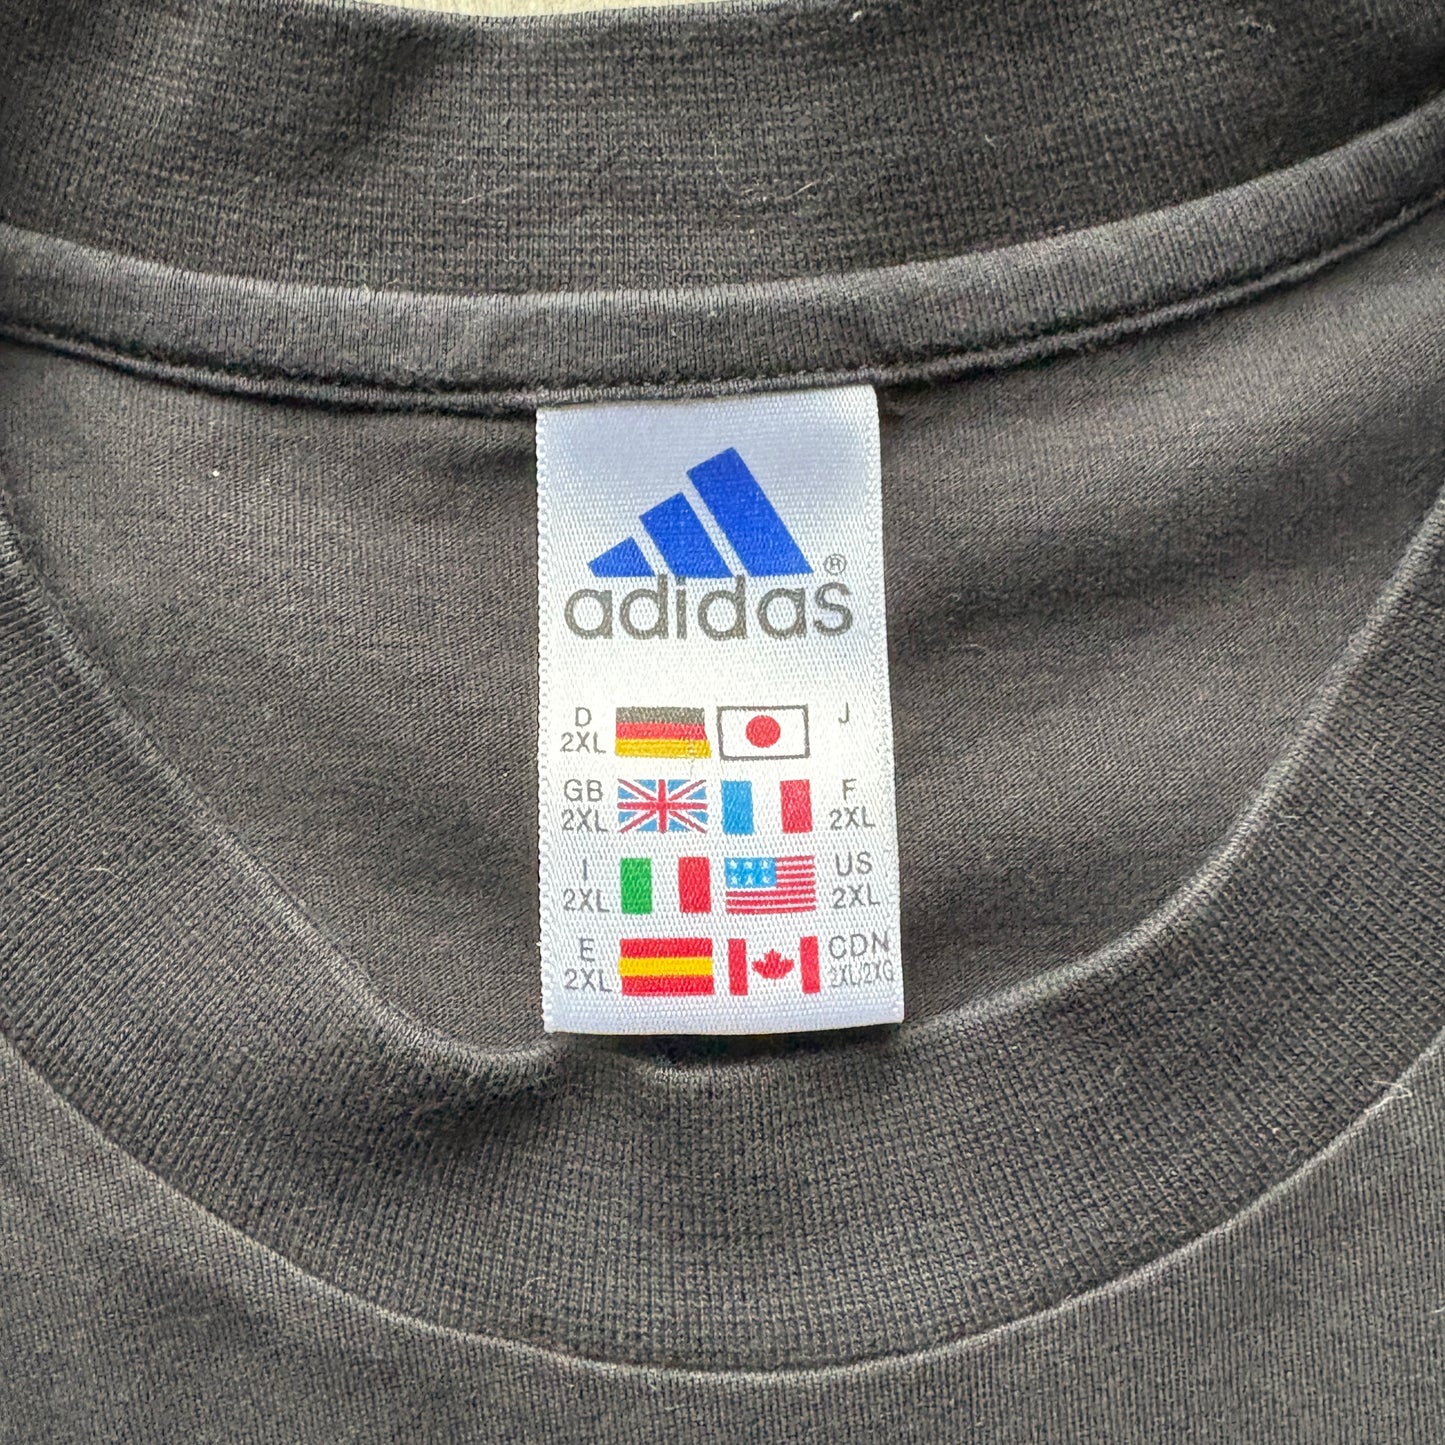 adidas®
D J
2XL
GB F
2XL 2XL
I US
2XL 2XL
E CDN
2XL 2XL/2XG